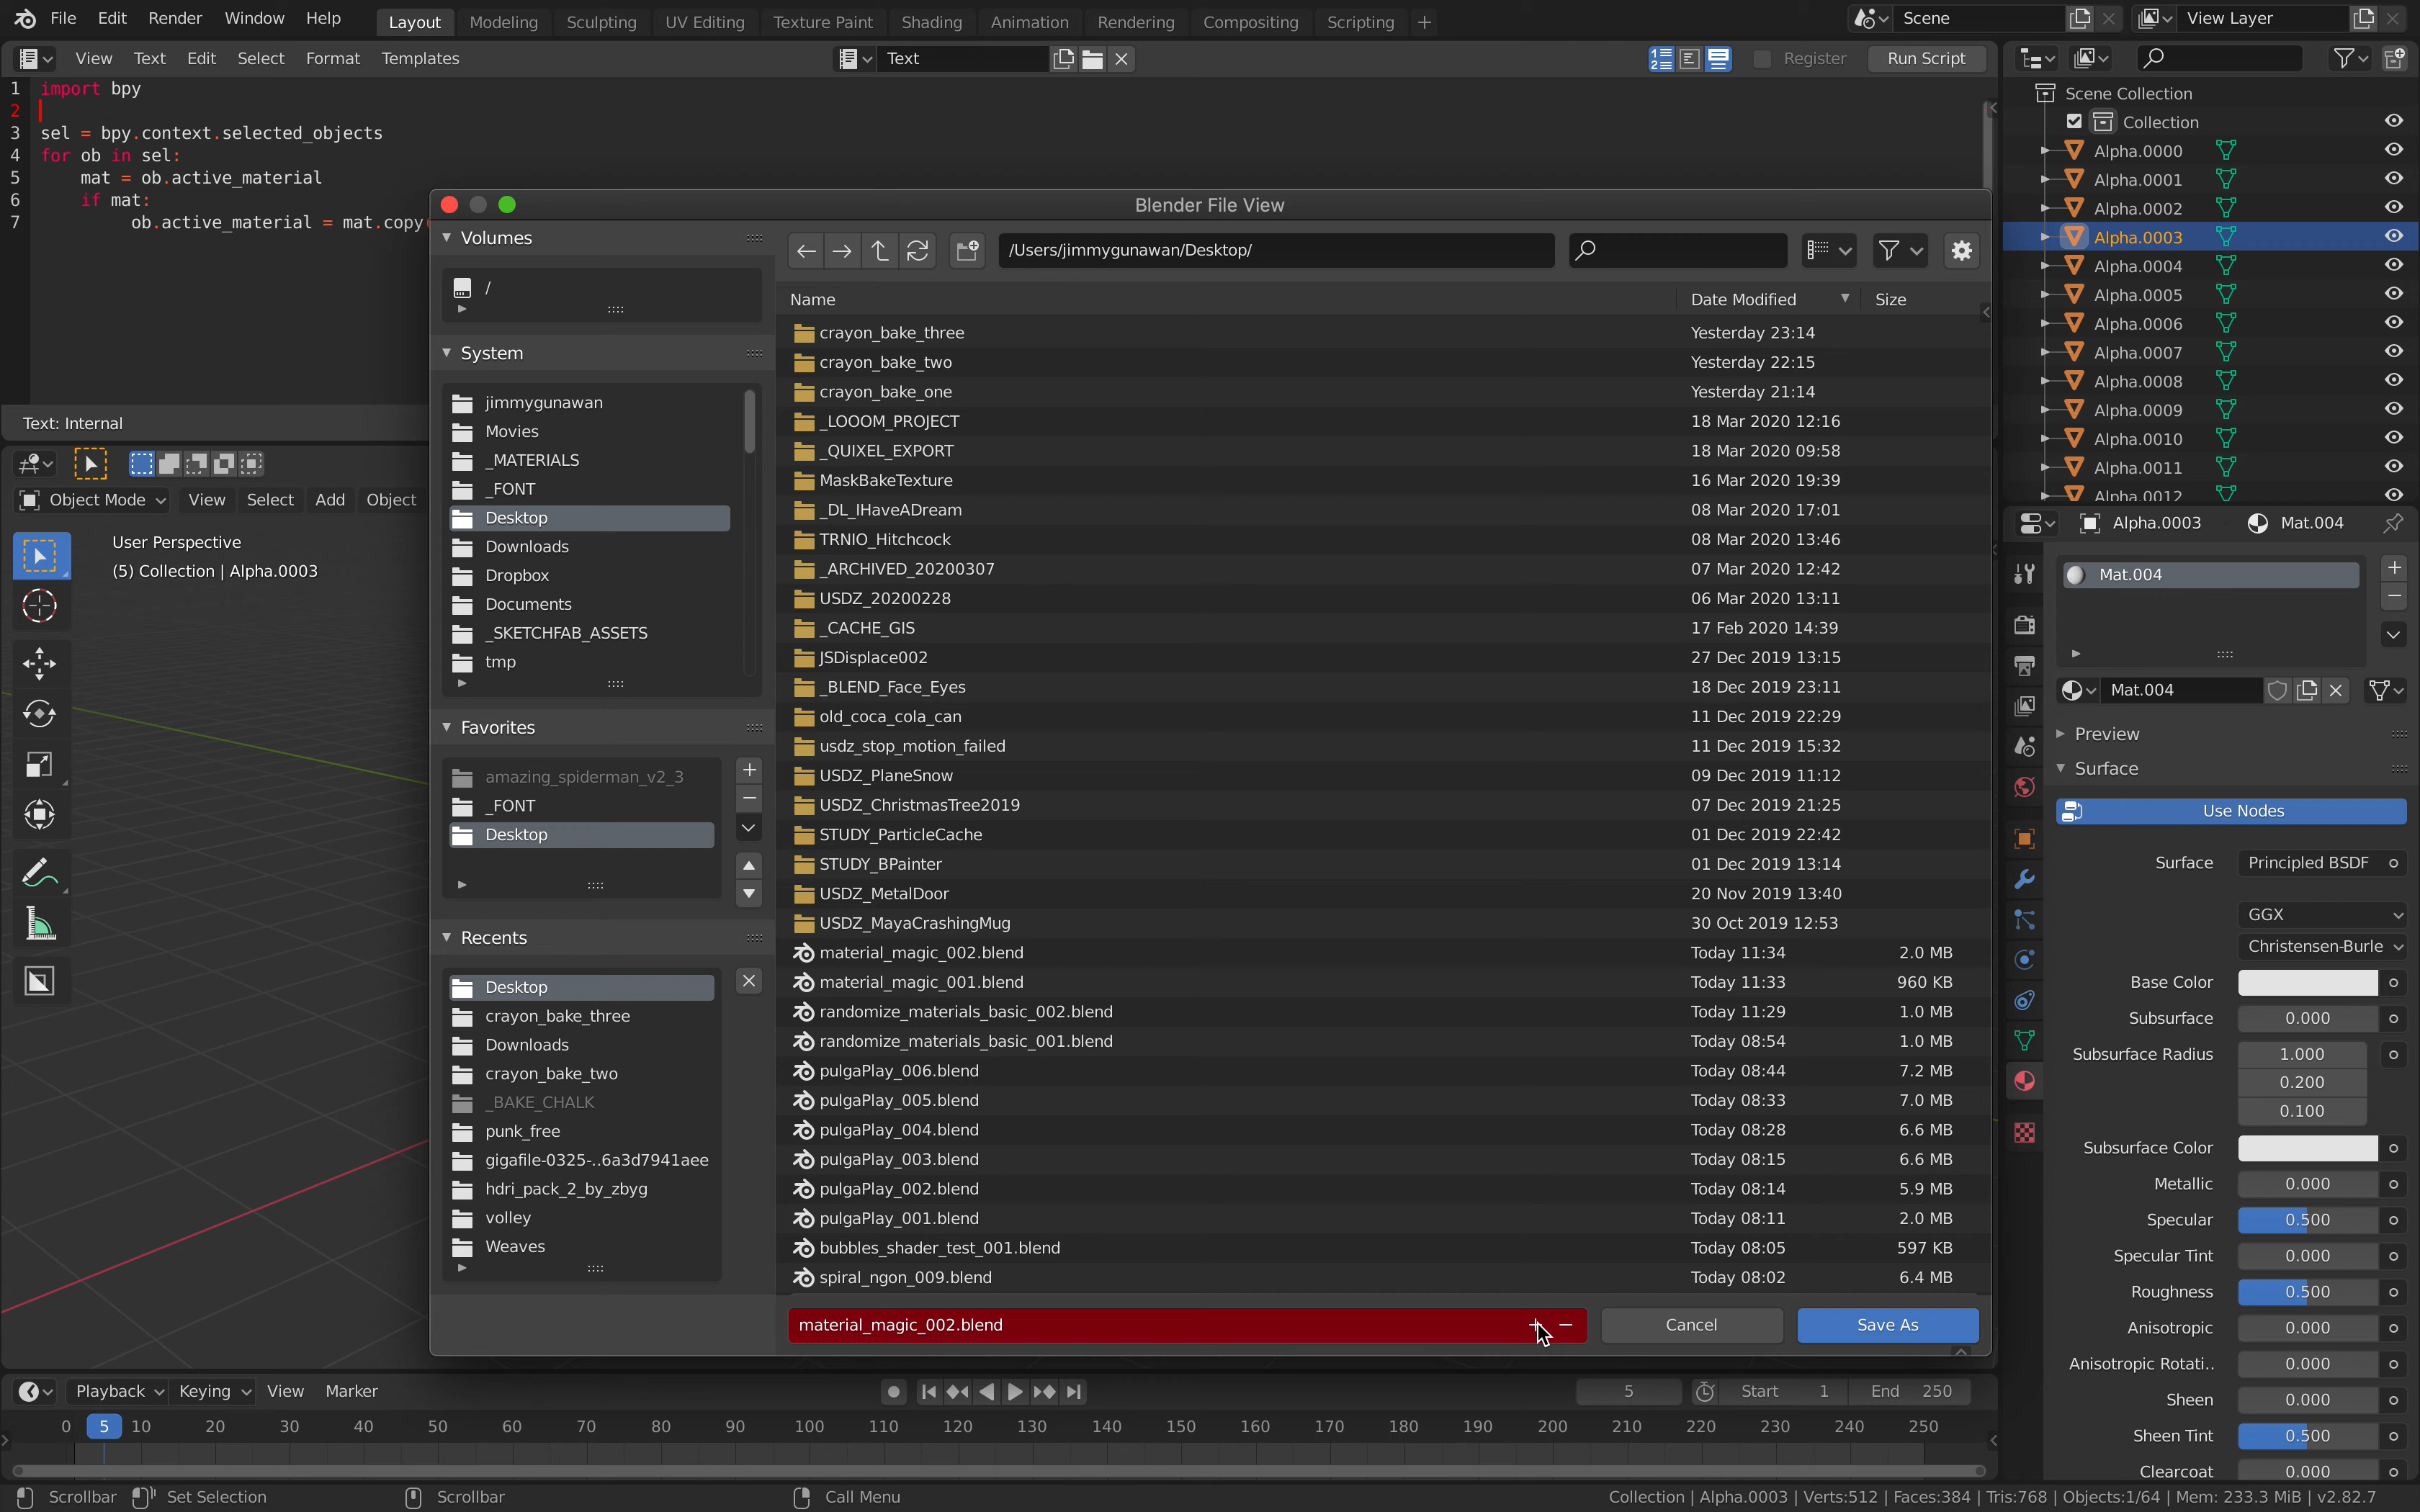 File Edit Render Window Help Layout Modeling Sculpting UV Editing Texture Paint Shading Animation Rendering Compositing Scripting + Scene View Layer
View Text Edit Select Format Templates Text Register Run Script
1 import bpy
2
3 sel = bpy.context.selected_objects
4 for ob in sel:
5 mat = ob.active_material
6 if mat:
7 ob.active_material = mat.copy
Text: Internal
Object Mode View Select Add Object
User Perspective
(5) Collection | Alpha.0003
Blender File View
Volumes
/
System
jimmygunawan
Movies
_MATERIALS
_FONT
Desktop
Downloads
Dropbox
Documents
_SKETCHFAB_ASSETS
tmp
Favorites
amazing_spiderman_v2_3
_FONT
Desktop
Recents
Desktop
crayon_bake_three
Downloads
crayon_bake_two
_BAKE_CHALK
punk_free
gigafile-0325-..6a3d7941aee
hdri_pack_2_by_zbyg
volley
Weaves
/Users/jimmygunawan/Desktop/
Name Date Modified Size
crayon_bake_three Yesterday 23:14
crayon_bake_two Yesterday 22:15
crayon_bake_one Yesterday 21:14
_LOOOM_PROJECT 18 Mar 2020 12:16
_QUIXEL_EXPORT 18 Mar 2020 09:58
MaskBakeTexture 16 Mar 2020 19:39
_DL_IHaveADream 08 Mar 2020 17:01
TRNIO_Hitchcock 08 Mar 2020 13:46
_ARCHIVED_20200307 07 Mar 2020 12:42
USDZ_20200228 06 Mar 2020 13:11
_CACHE_GIS 17 Feb 2020 14:39
JSDisplace002 27 Dec 2019 13:15
_BLEND_Face_Eyes 18 Dec 2019 23:11
old_coca_cola_can 11 Dec 2019 22:29
usdz_stop_motion_failed 11 Dec 2019 15:32
USDZ_PlaneSnow 09 Dec 2019 11:12
USDZ_ChristmasTree2019 07 Dec 2019 21:25
STUDY_ParticleCache 01 Dec 2019 22:42
STUDY_BPainter 01 Dec 2019 13:14
USDZ_MetalDoor 20 Nov 2019 13:40
USDZ_MayaCrashingMug 30 Oct 2019 12:53
material_magic_002.blend Today 11:34 2.0 MB
material_magic_001.blend Today 11:33 960 KB
randomize_materials_basic_002.blend Today 11:29 1.0 MB
randomize_materials_basic_001.blend Today 08:54 1.0 MB
pulgaPlay_006.blend Today 08:44 7.2 MB
pulgaPlay_005.blend Today 08:33 7.0 MB
pulgaPlay_004.blend Today 08:28 6.6 MB
pulgaPlay_003.blend Today 08:15 6.6 MB
pulgaPlay_002.blend Today 08:14 5.9 MB
pulgaPlay_001.blend Today 08:11 2.0 MB
bubbles_shader_test_001.blend Today 08:05 597 KB
spiral_ngon_009.blend Today 08:02 6.4 MB
material_magic_002.blend Cancel Save As
Scene Collection
Collection
Alpha.0000
Alpha.0001
Alpha.0002
Alpha.0003
Alpha.0004
Alpha.0005
Alpha.0006
Alpha.0007
Alpha.0008
Alpha.0009
Alpha.0010
Alpha.0011
Alpha.0012
Alpha.0003 Mat.004
Mat.004
Mat.004
Preview
Surface
Use Nodes
Surface Principled BSDF
GGX
Christensen-Burle
Base Color
Subsurface 0.000
Subsurface Radius 1.000
0.200
0.100
Subsurface Color
Metallic 0.000
Specular 0.500
Specular Tint 0.000
Roughness 0.500
Anisotropic 0.000
Anisotropic Rotati.. 0.000
Sheen 0.000
Sheen Tint 0.500
Clearcoat 0.000
Playback Keying View Marker 5 Start 1 End 250
0 5 10 20 30 40 50 60 70 80 90 100 110 120 130 140 150 160 170 180 190 200 210 220 230 240 250
Scrollbar Set Selection Scrollbar Call Menu Collection | Alpha.0003 | Verts:512 | Faces:384 | Tris:768 | Objects:1/64 | Mem: 233.3 MiB | v2.82.7